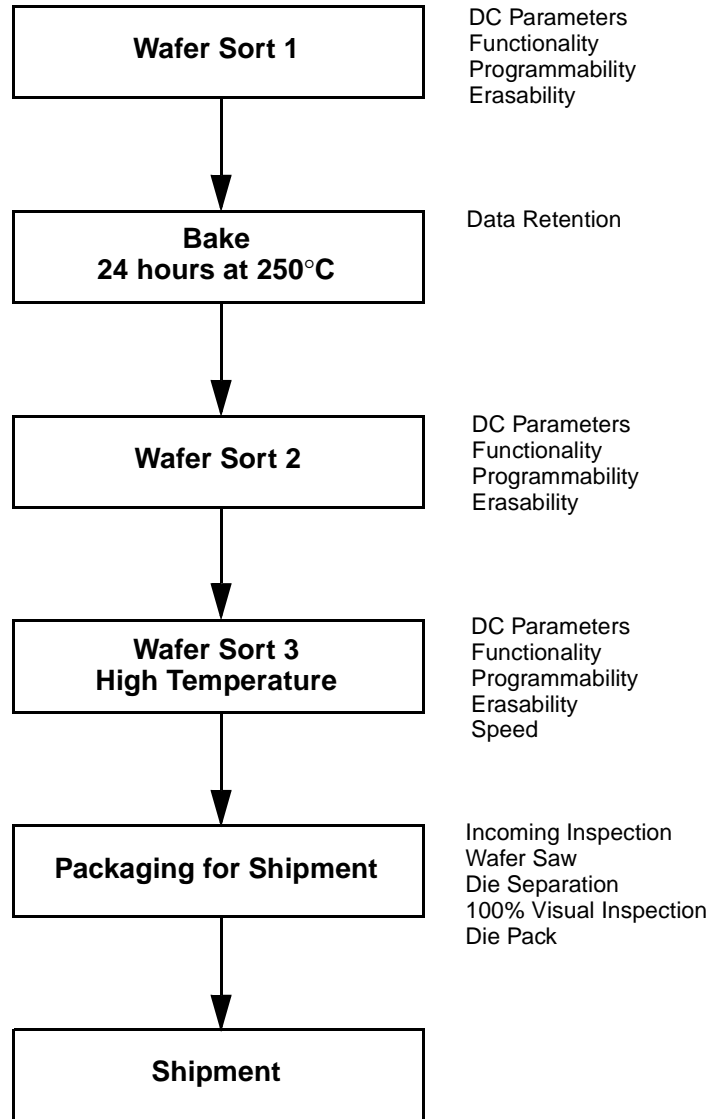 Wafer Sort 1
DC Parameters
Functionality
Programmability
Erasability
Bake
24 hours at 250°C
Data Retention
Wafer Sort 2
DC Parameters
Functionality
Programmability
Erasability
Wafer Sort 3
High Temperature
DC Parameters
Functionality
Programmability
Erasability
Speed
Packaging for Shipment
Incoming Inspection
Wafer Saw
Die Separation
100% Visual Inspection
Die Pack
Shipment